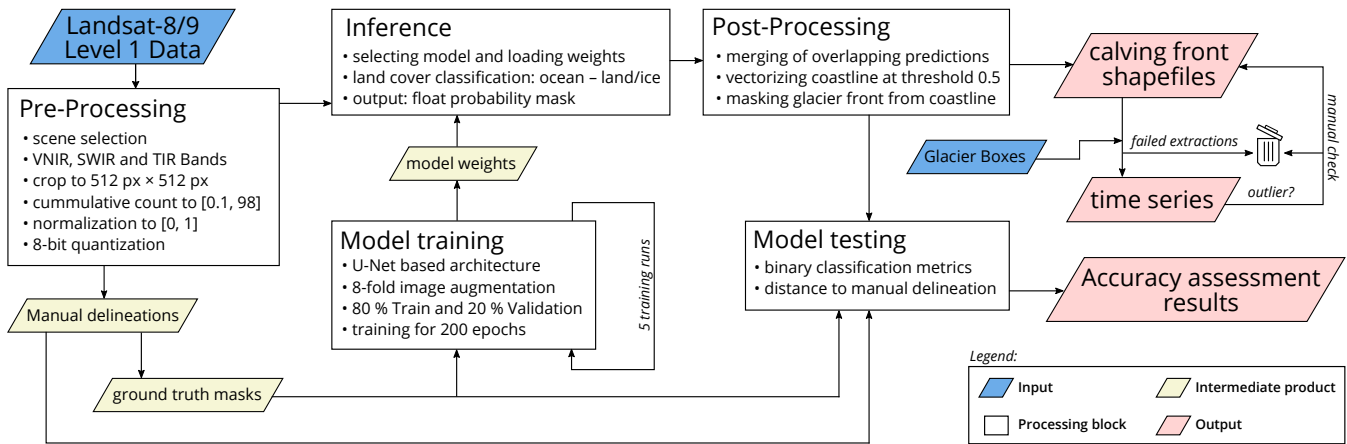 Landsat-8/9
Level 1 Data
Pre-Processing
• scene selection
• VNIR, SWIR and TIR Bands
• crop to 512 px × 512 px
• cummulative count to [0.1, 98]
• normalization to [0, 1]
• 8-bit quantization
Manual delineations
ground truth masks
Inference
• selecting model and loading weights
• land cover classification: ocean – land/ice
• output: float probability mask
model weights
Model training
• U-Net based architecture
• 8-fold image augmentation
• 80 % Train and 20 % Validation
• training for 200 epochs
5 training runs
Post-Processing
• merging of overlapping predictions
• vectorizing coastline at threshold 0.5
• masking glacier front from coastline
Glacier Boxes
Model testing
• binary classification metrics
• distance to manual delineation
calving front
shapefiles
failed extractions
manual check
time series
outlier?
Accuracy assessment
results
Legend:
Input
Intermediate product
Processing block
Output